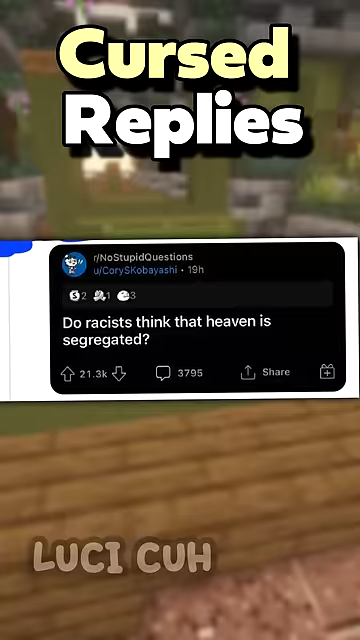 Cursed
Replies
r/NoStupidQuestions
u/CorySKobayashi • 19h
2 1 3
Do racists think that heaven is
segregated?
21.3k 3795 Share
LUCI CUH